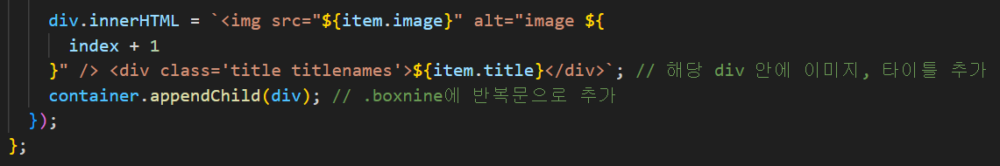 div.innerHTML = `<img src="${item.image}" alt="image ${
index + 1
}" /> <div class='title titlenames'>${item.title}</div>`; // 해당 div 안에 이미지, 타이틀 추가
container.appendChild(div); // .boxnine에 반복문으로 추가
});
};